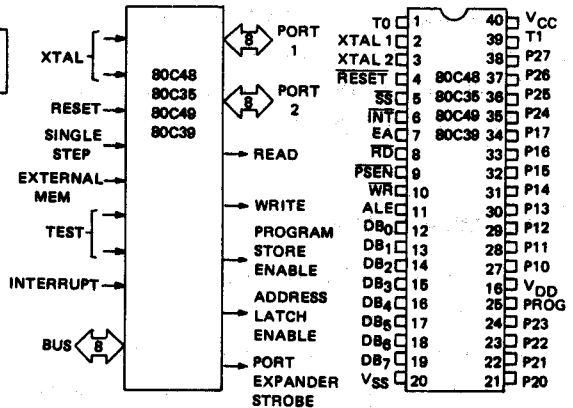 XTAL
RESET
SINGLE
STEP
EXTERNAL
MEM
TEST
INTERRUPT
BUS 8
80C48
80C35
80C49
80C39
8 PORT
1
8 PORT
2
READ
WRITE
PROGRAM
STORE
ENABLE
ADDRESS
LATCH
ENABLE
PORT
EXPANDER
STROBE
T0 1 40 VCC
XTAL 1 2 39 T1
XTAL 2 3 38 P27
RESET 4 80C48 37 P26
SS 5 80C35 36 P25
INT 6 80C49 35 P24
EA 7 80C39 34 P17
RD 8 33 P16
PSEN 9 32 P15
WR 10 31 P14
ALE 11 30 P13
DB0 12 29 P12
DB1 13 28 P11
DB2 14 27 P10
DB3 15 16 VDD
DB4 16 25 PROG
DB5 17 24 P23
DB6 18 23 P22
DB7 19 22 P21
VSS 20 21 P20